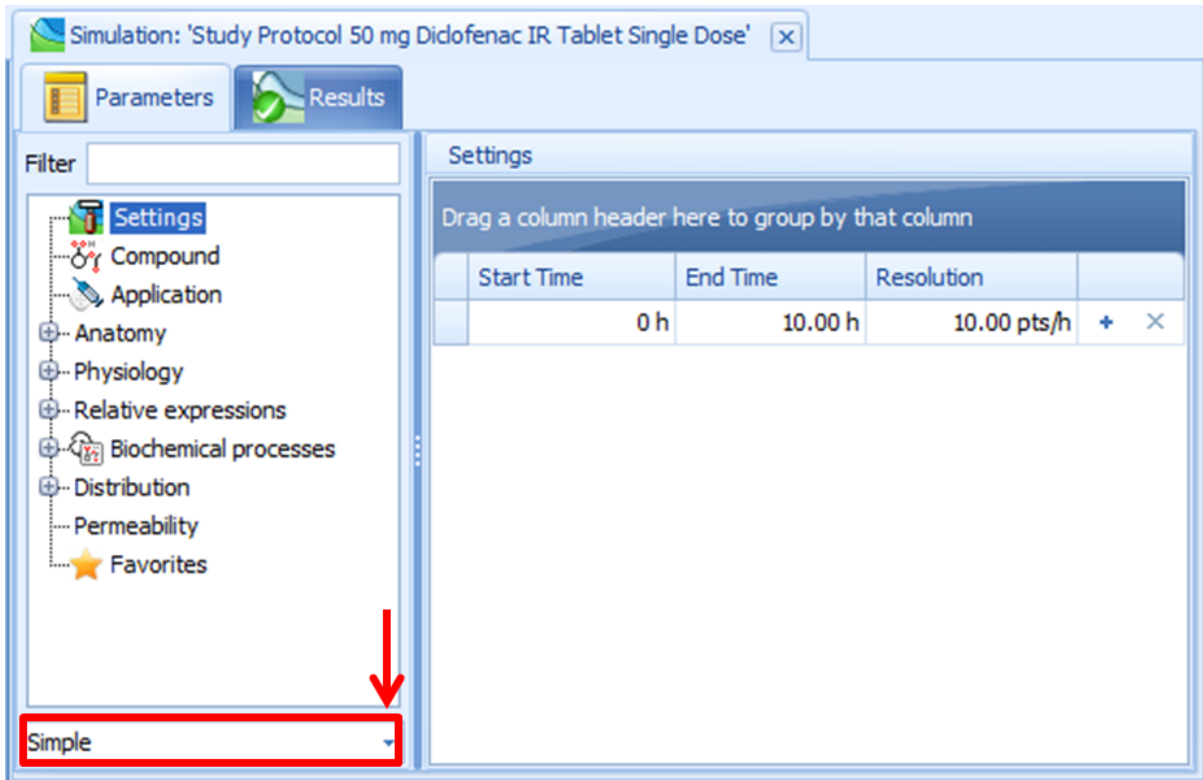 Simulation: 'Study Protocol 50 mg Diclofenac IR Tablet Single Dose'
Parameters
Results
Filter
Settings
Compound
Application
Anatomy
Physiology
Relative expressions
Biochemical processes
Distribution
Permeability
Favorites
Simple
Settings
Drag a column header here to group by that column
Start Time End Time Resolution
0 h 10.00 h 10.00 pts/h